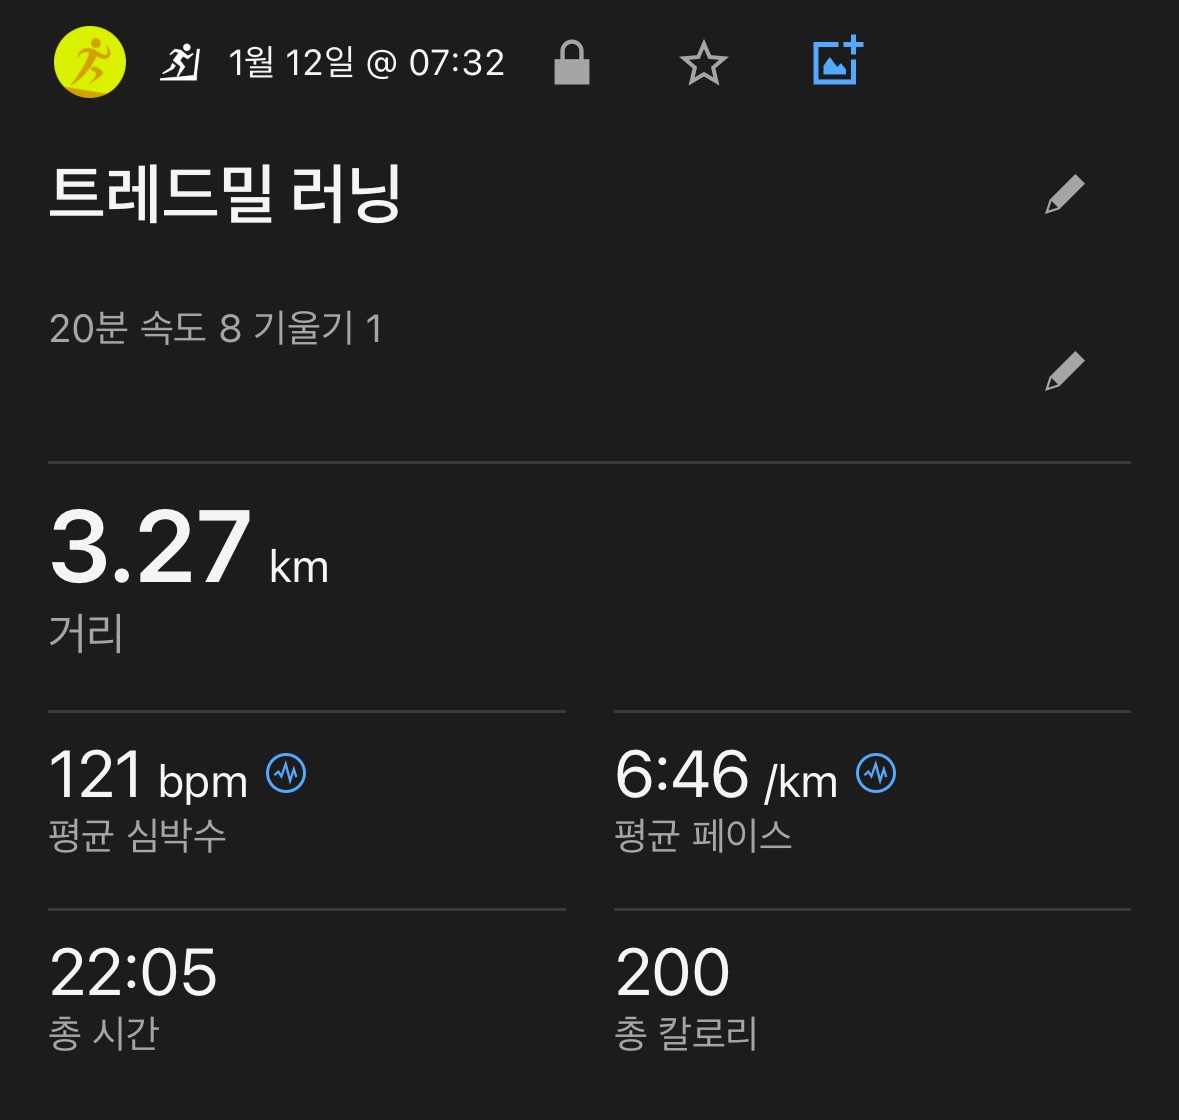 1월 12일 @ 07:32
트레드밀 러닝
20분 속도 8 기울기 1
3.27 km
거리
121 bpm
평균 심박수
6:46 /km
평균 페이스
22:05
총 시간
200
총 칼로리